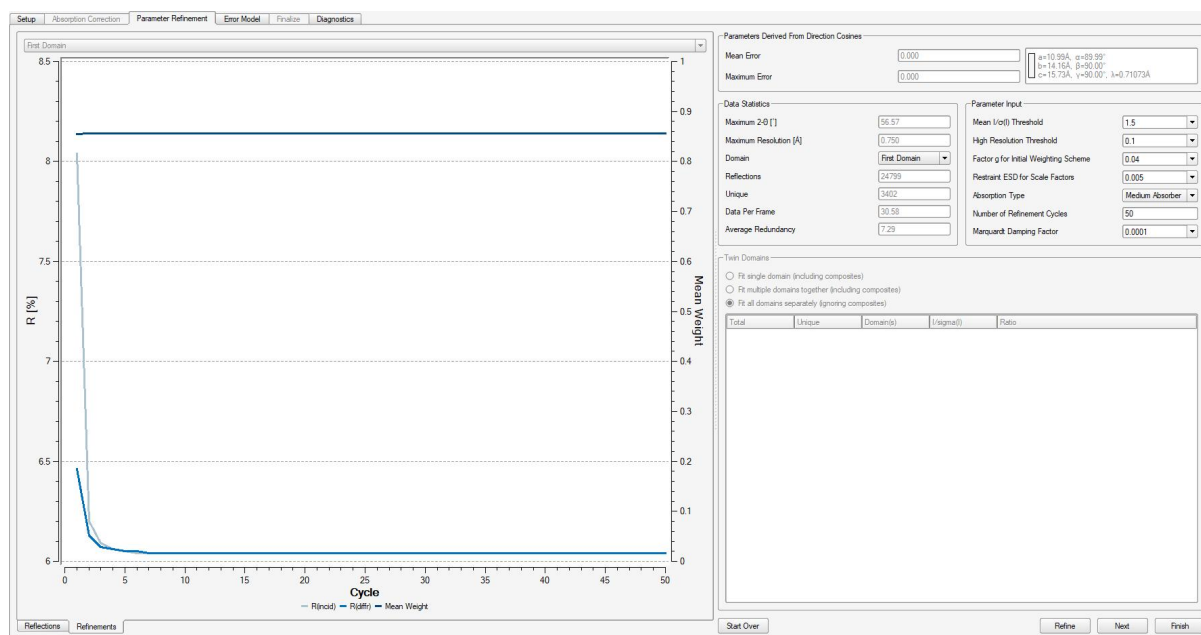 Setup Absorption Correction Parameter Refinement Error Model Finalize Diagnostics
First Domain
8.5
8
7.5
7
6.5
6
R [%]
1
0.9
0.8
0.7
0.6
0.5
0.4
0.3
0.2
0.1
0
Mean Weight
0 5 10 15 20 25 30 35 40 45 50
Cycle
R(incid) R(diffr) Mean Weight
Reflections Refinements
Parameters Derived From Direction Cosines
Mean Error 0.000
Maximum Error 0.000
a=10.99Å, α=89.99°
b=14.16Å, β=90.00°
c=15.73Å, γ=90.00°, λ=0.71073Å
Data Statistics
Maximum 2-Θ [°] 56.57
Maximum Resolution [Å] 0.750
Domain First Domain
Reflections 24799
Unique 3402
Data Per Frame 30.58
Average Redundancy 7.29
Parameter Input
Mean I/σ(I) Threshold 1.5
High Resolution Threshold 0.1
Factor g for Initial Weighting Scheme 0.04
Restraint ESD for Scale Factors 0.005
Absorption Type Medium Absorber
Number of Refinement Cycles 50
Marquardt Damping Factor 0.0001
Twin Domains
Fit single domain (including composites)
Fit multiple domains together (including composites)
Fit all domains separately (ignoring composites)
Total Unique Domain(s) I/sigma(I) Ratio
Start Over Refine Next Finish